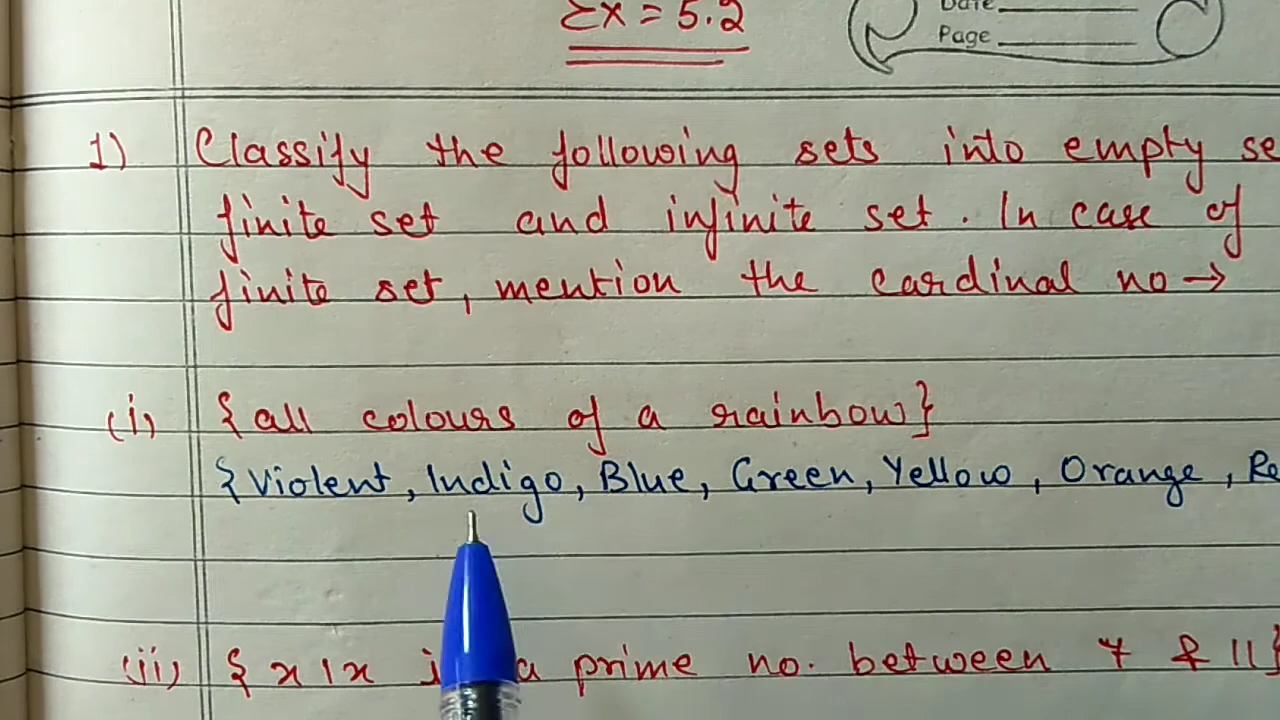 Ex = 5.2
Date
Page
1) Classify the following sets into empty se
finite set and infinite set. In case of
finite set, mention the cardinal no →
(i) {all colours of a rainbow}
{Violent, Indigo, Blue, Green, Yellow, Orange, Re
(ii) {x | x i a prime no. between 7 & 11}